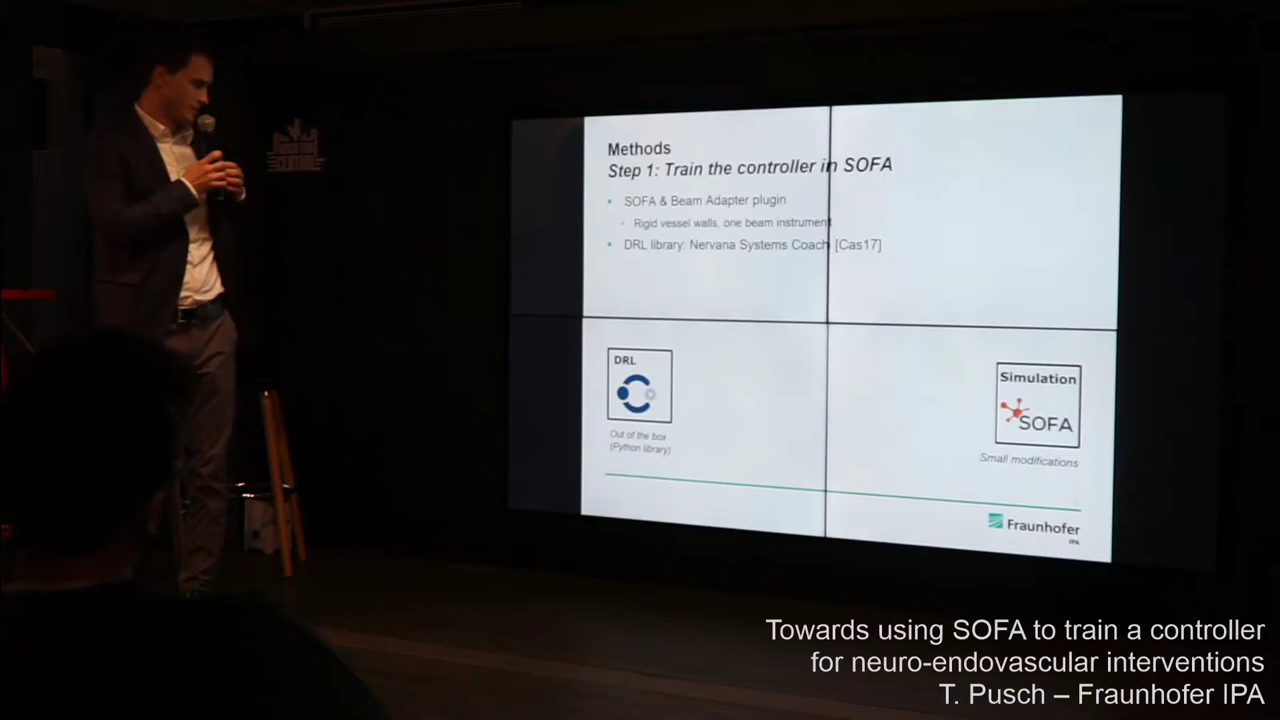 Methods
Step 1: Train the controller in SOFA
SOFA & Beam Adapter plugin
Rigid vessel walls, one beam instrument
DRL library: Nervana Systems Coach [Cas17]
DRL
Out of the box
(Python library)
Simulation
SOFA
Small modifications
Fraunhofer
IPA
Towards using SOFA to train a controller
for neuro-endovascular interventions
T. Pusch – Fraunhofer IPA